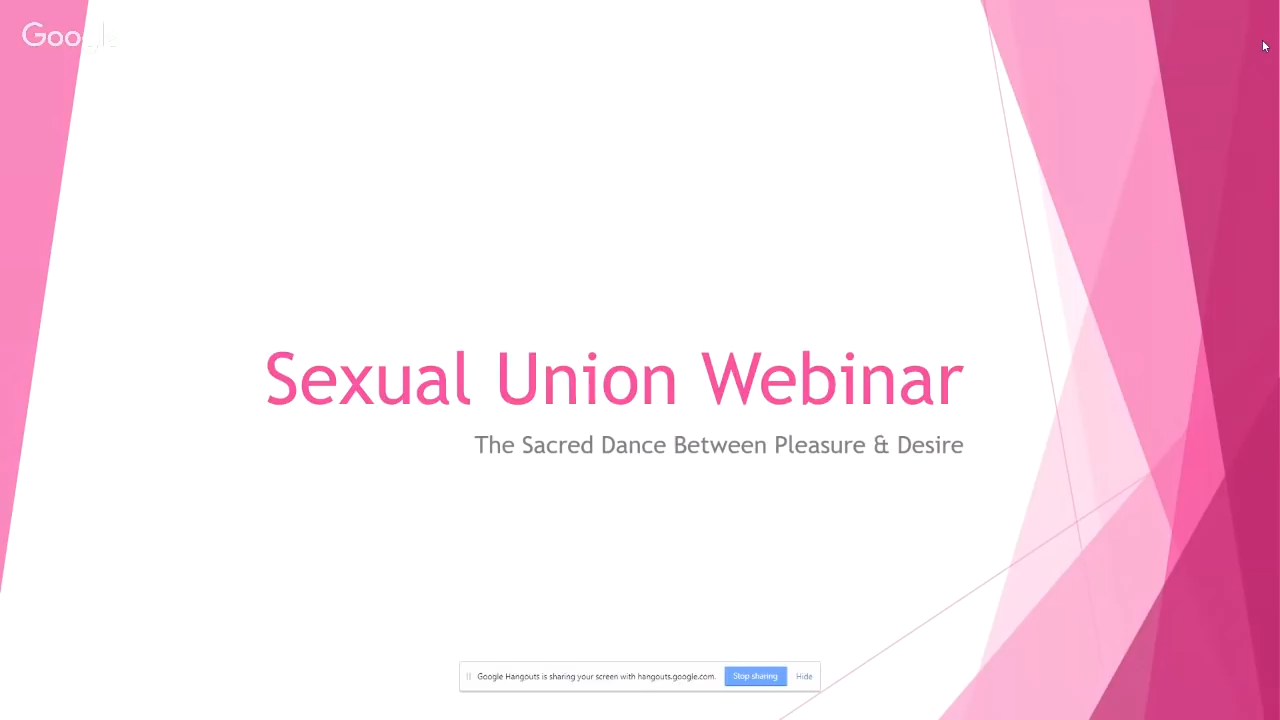 Google
Sexual Union Webinar
The Sacred Dance Between Pleasure & Desire
Google Hangouts is sharing your screen with hangouts.google.com.
Stop sharing
Hide